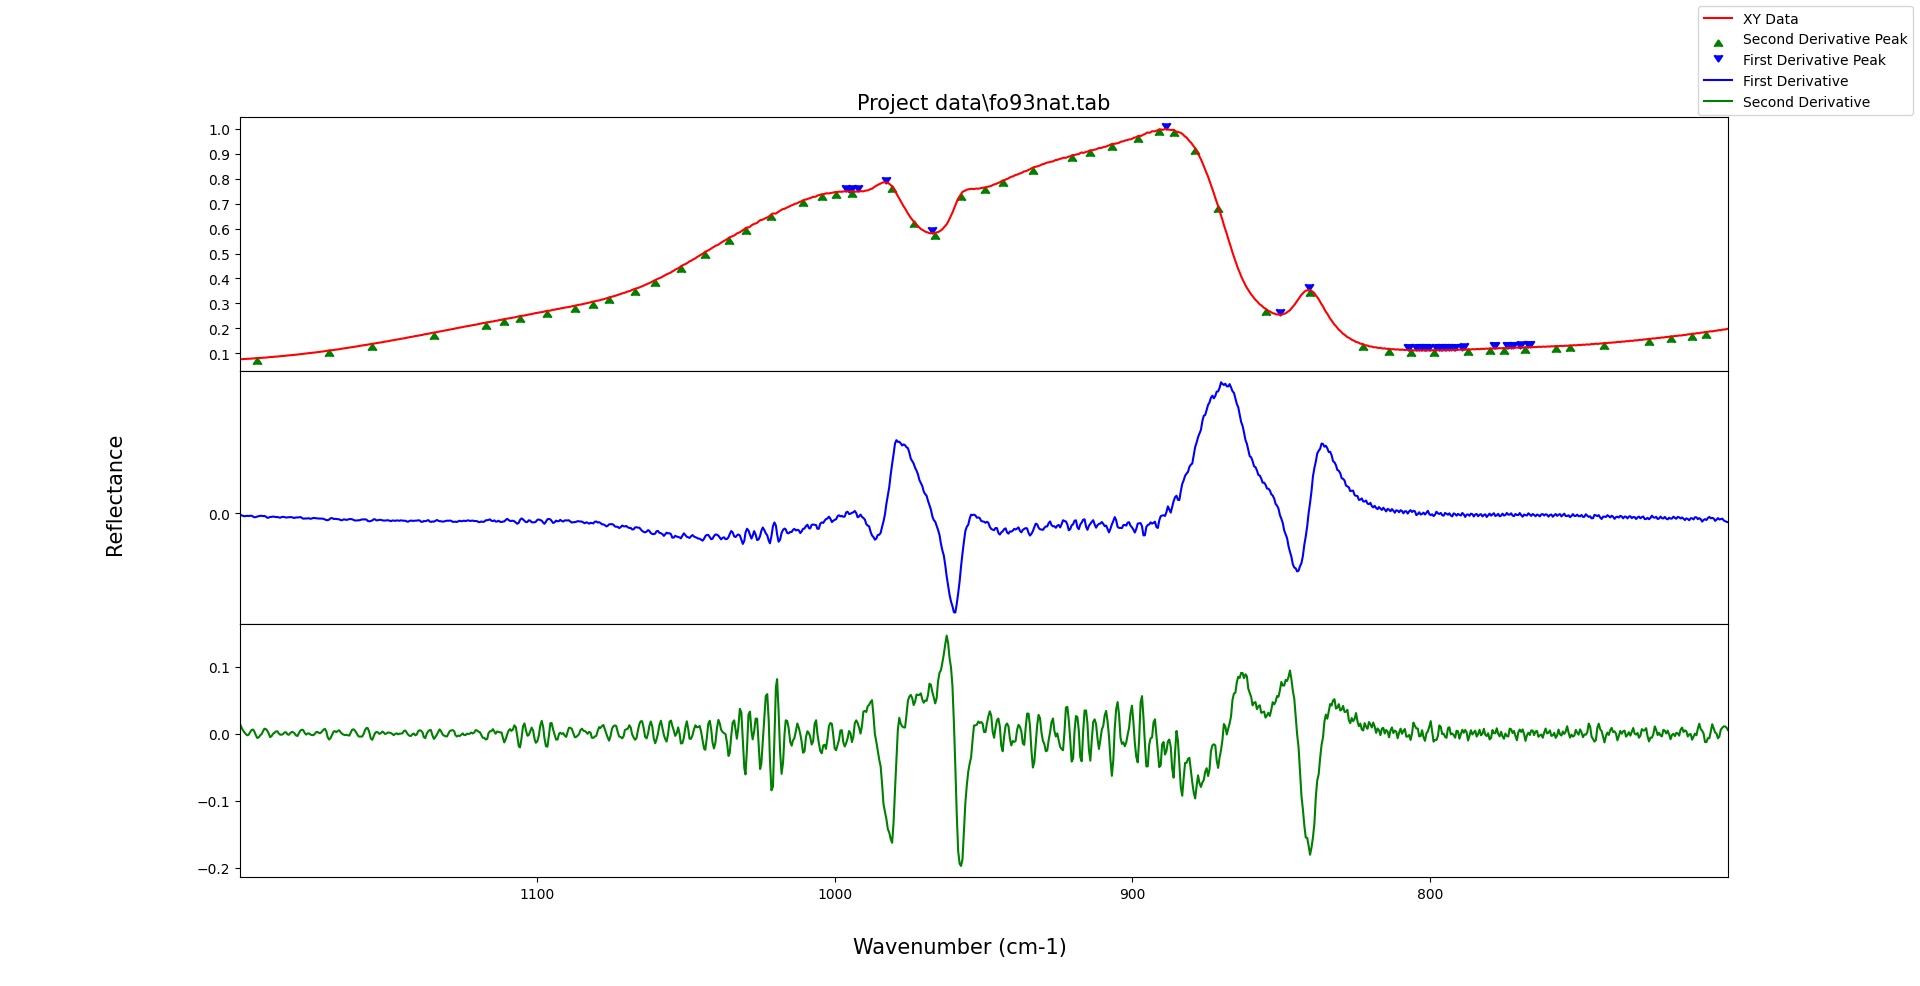 XY Data
Second Derivative Peak
First Derivative Peak
First Derivative
Second Derivative
Project data\fo93nat.tab
1.0
0.9
0.8
0.7
0.6
0.5
0.4
0.3
0.2
0.1
0.0
0.1
0.0
−0.1
−0.2
Reflectance
1100
1000
900
800
Wavenumber (cm-1)